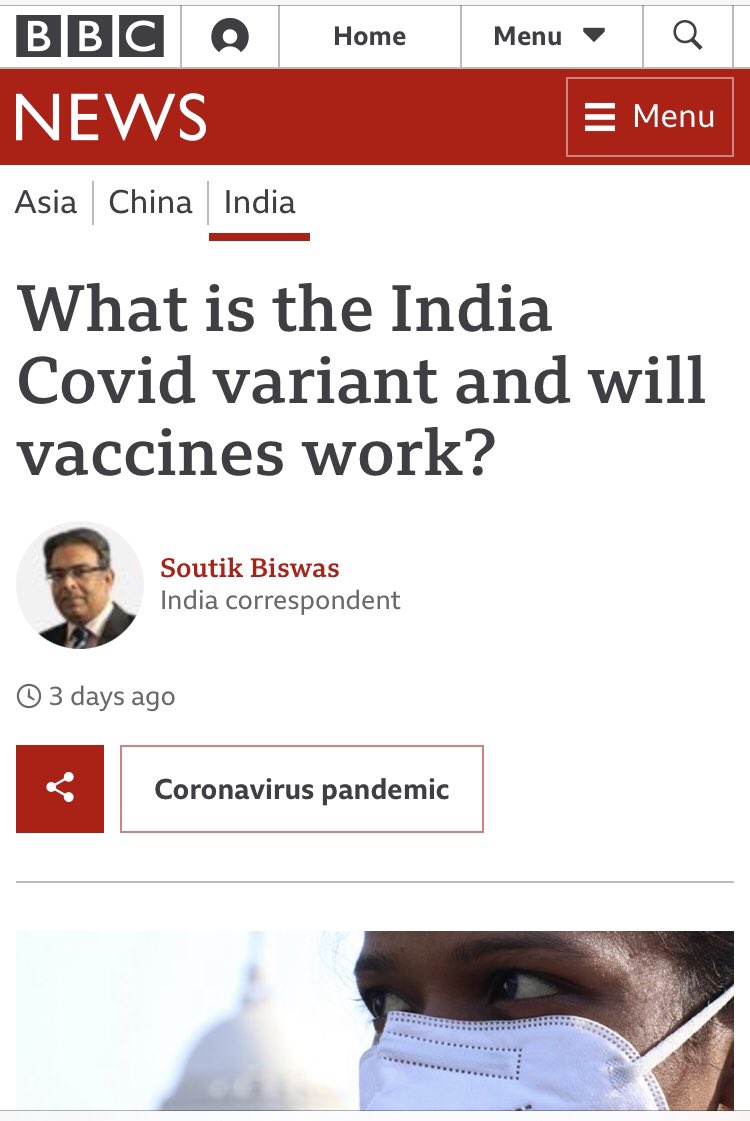 BBC Home Menu
NEWS Menu
Asia China India
What is the India
Covid variant and will
vaccines work?
Soutik Biswas
India correspondent
3 days ago
Coronavirus pandemic